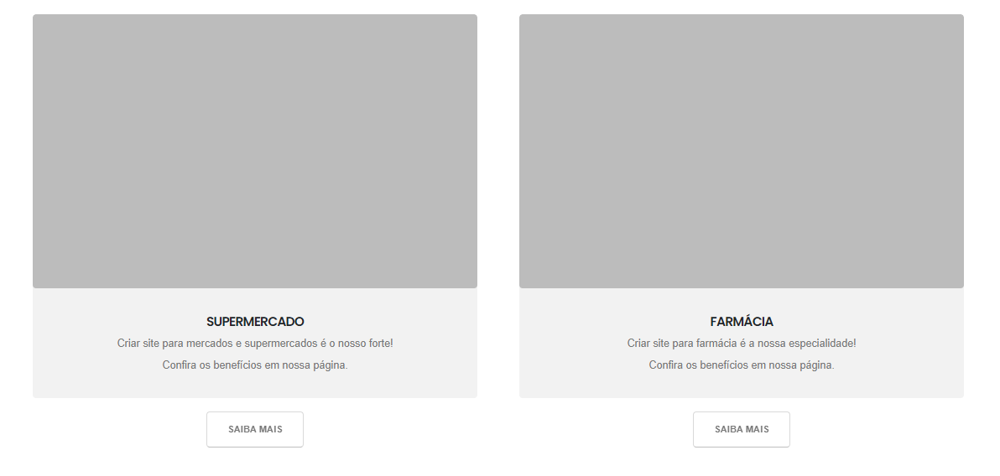 SUPERMERCADO
Criar site para mercados e supermercados é o nosso forte!
Confira os benefícios em nossa página.
SAIBA MAIS
FARMÁCIA
Criar site para farmácia é a nossa especialidade!
Confira os benefícios em nossa página.
SAIBA MAIS